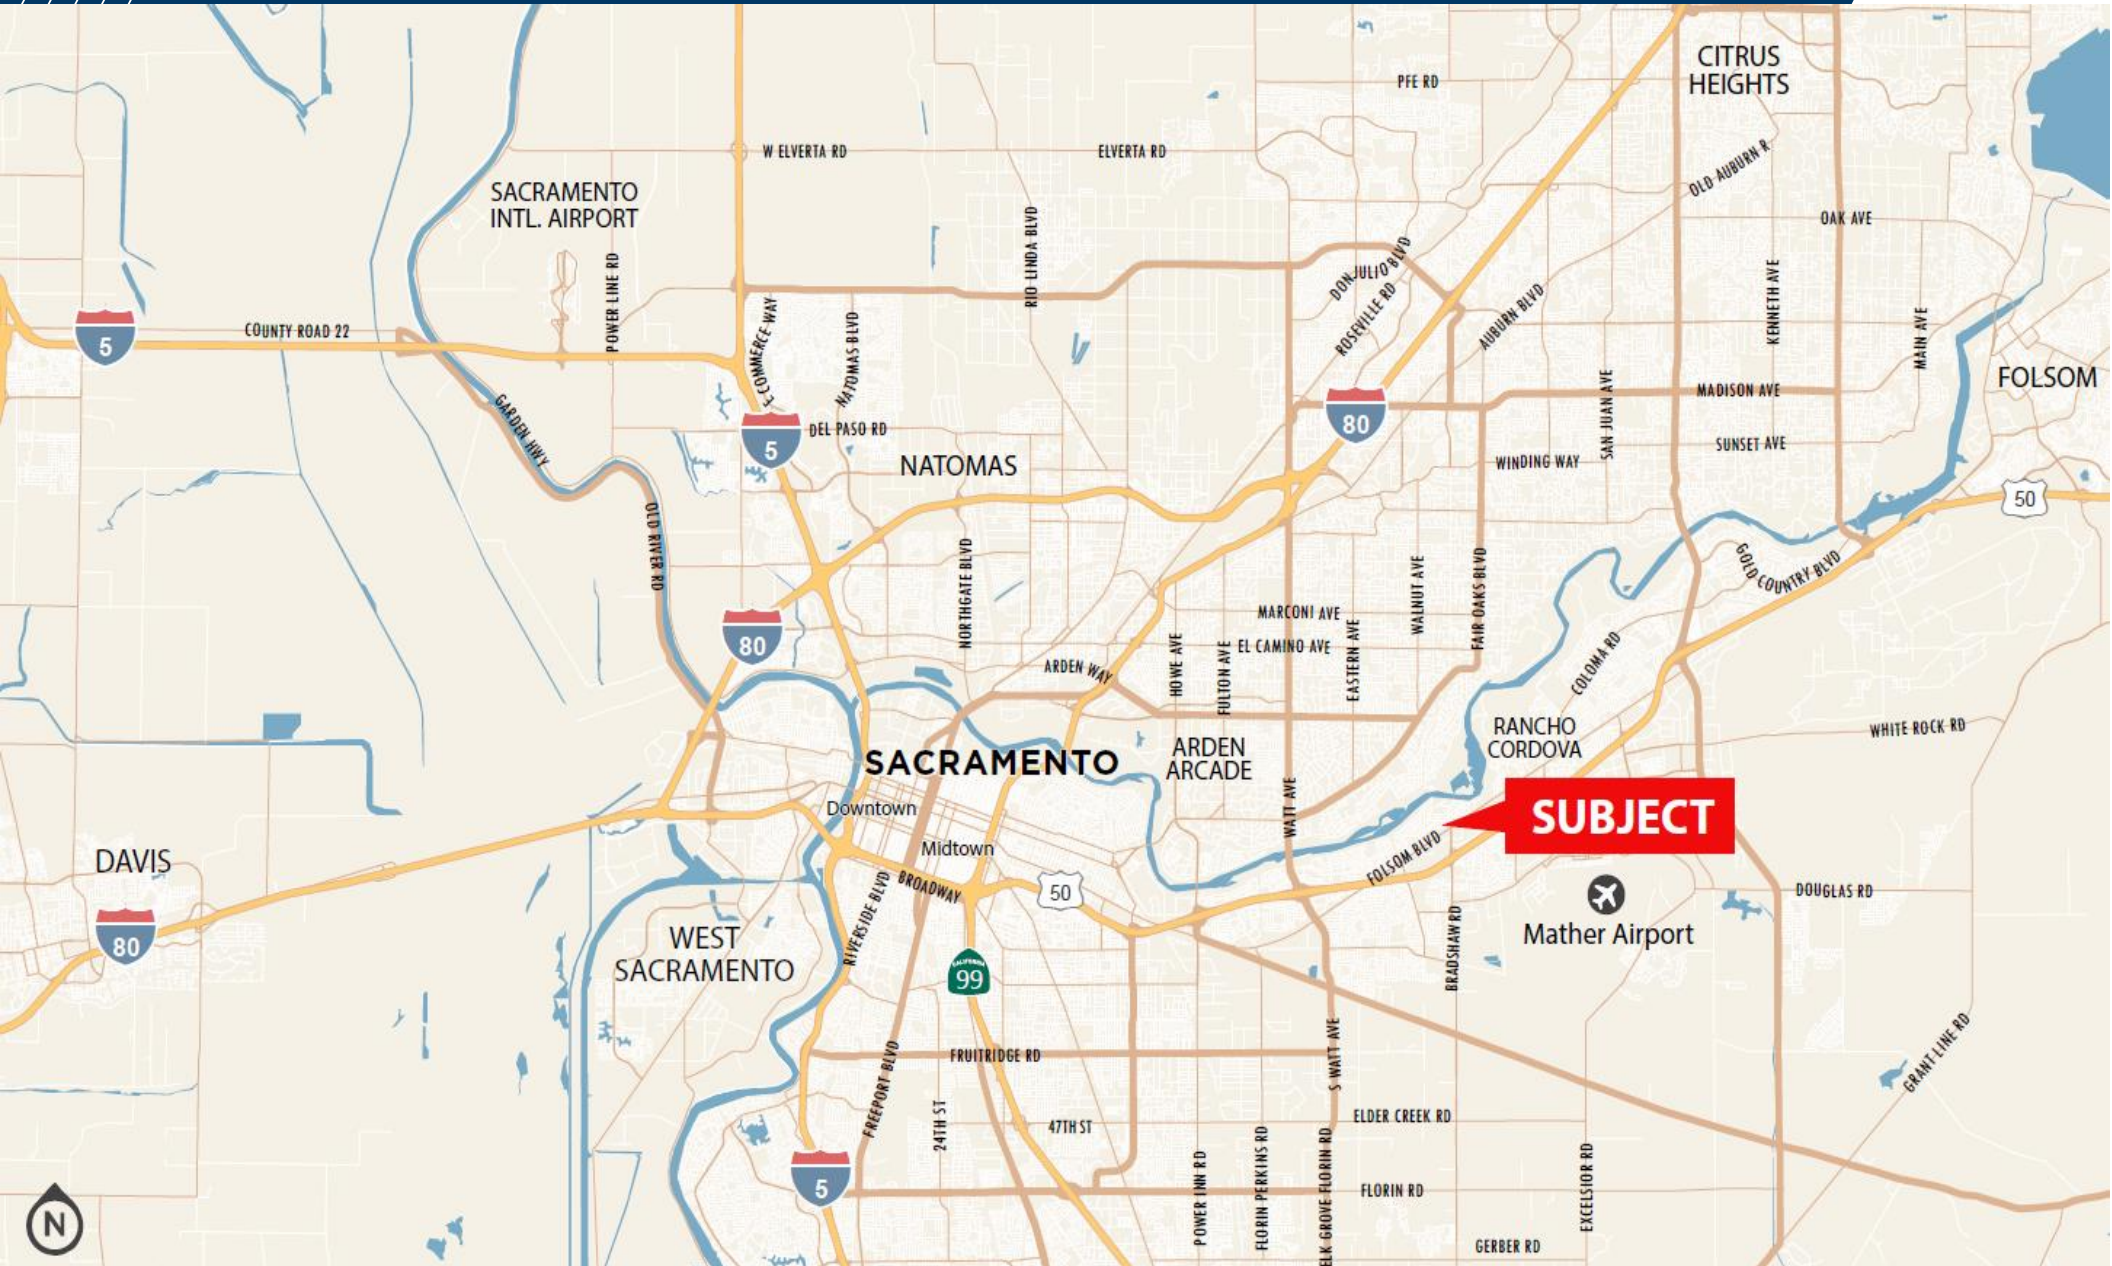 CITRUS
HEIGHTS
PFE RD
W ELVERTA RD
ELVERTA RD
OLD AUBURN R
SACRAMENTO
INTL. AIRPORT
OAK AVE
RIO LINDA BLVD
POWER LINE RD
DON JULIO BLVD
ROSEVILLE RD
AUBURN BLVD
KENNETH AVE
MAIN AVE
5
COUNTY ROAD 22
E COMMERCE WAY
NATOMAS BLVD
FOLSOM
MADISON AVE
SAN JUAN AVE
80
GARDEN HWY
5
DEL PASO RD
SUNSET AVE
NATOMAS
WINDING WAY
50
OLD RIVER RD
GOLD COUNTRY BLVD
NORTHGATE BLVD
WALNUT AVE
FAIR OAKS BLVD
MARCONI AVE
80
EL CAMINO AVE
HOWE AVE
FULTON AVE
EASTERN AVE
ARDEN WAY
COLOMA RD
RANCHO
CORDOVA
WHITE ROCK RD
SACRAMENTO
ARDEN
ARCADE
WATT AVE
SUBJECT
Downtown
Midtown
FOLSOM BLVD
DAVIS
BROADWAY
50
RIVERSIDE BLVD
DOUGLAS RD
80
WEST
SACRAMENTO
BRADSHAW RD
Mather Airport
CALIFORNIA
99
FRUITRIDGE RD
S WATT AVE
GRANT LINE RD
FREEPORT BLVD
24TH ST
47TH ST
ELDER CREEK RD
5
POWER INN RD
FLORIN PERKINS RD
ELK GROVE FLORIN RD
FLORIN RD
EXCELSIOR RD
GERBER RD
N